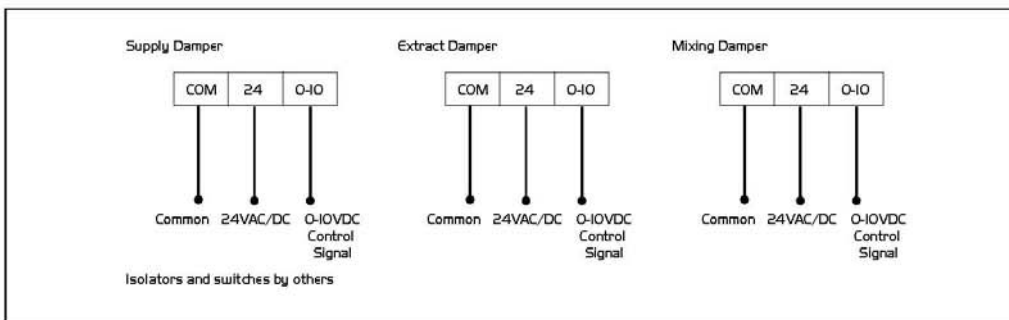 Supply Damper
COM 24 0-10
Common 24VAC/DC 0-10VDC
Control
Signal
Extract Damper
COM 24 0-10
Common 24VAC/DC 0-10VDC
Control
Signal
Mixing Damper
COM 24 0-10
Common 24VAC/DC 0-10VDC
Control
Signal
Isolators and switches by others